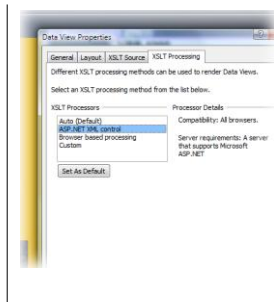 Data View Properties
General Layout XSLT Source XSLT Processing
Different XSLT processing methods can be used to render Data Views.
Select an XSLT processing method from the list below.
XSLT Processors
Processor Details
Auto (Default)
ASP.NET XML control
Browser based processing
Custom
Compatibility: All browsers.
Server requirements: A server
that supports Microsoft
ASP.NET
Set As Default